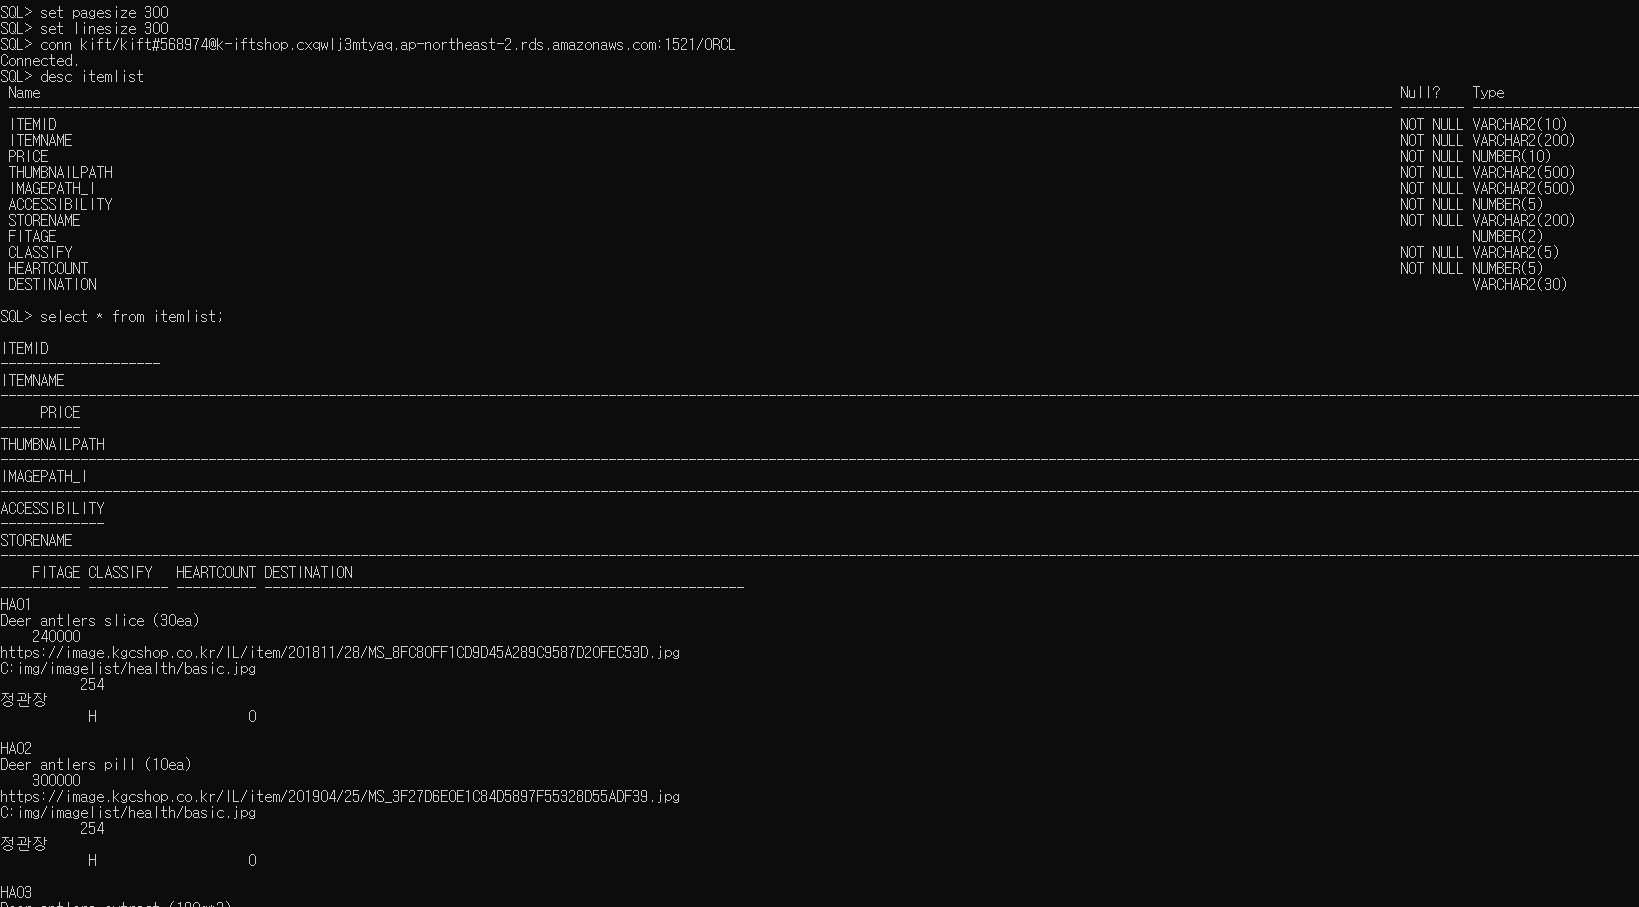 SQL> set pagesize 300
SQL> set linesize 300
SQL> conn kift/kift#568974@k-iftshop.cxqwlj3mtyaq.ap-northeast-2.rds.amazonaws.com:1521/ORCL
Connected.
SQL> desc itemlist
Name Null? Type
ITEMID NOT NULL VARCHAR2(10)
ITEMNAME NOT NULL VARCHAR2(200)
PRICE NOT NULL NUMBER(10)
THUMBNAILPATH NOT NULL VARCHAR2(500)
IMAGEPATH_I NOT NULL VARCHAR2(500)
ACCESSIBILITY NOT NULL NUMBER(5)
STORENAME NOT NULL VARCHAR2(200)
FITAGE NUMBER(2)
CLASSIFY NOT NULL VARCHAR2(5)
HEARTCOUNT NOT NULL NUMBER(5)
DESTINATION VARCHAR2(30)
SQL> select * from itemlist;
ITEMID
ITEMNAME
PRICE
THUMBNAILPATH
IMAGEPATH_I
ACCESSIBILITY
STORENAME
FITAGE CLASSIFY HEARTCOUNT DESTINATION
HA01
Deer antlers slice (30ea)
240000
https://image.kgcshop.co.kr/IL/item/201811/28/MS_8FC80FF1CD9D45A289C9587D20FEC53D.jpg
C:img/imagelist/health/basic.jpg
254
정관장
H 0
HA02
Deer antlers pill (10ea)
300000
https://image.kgcshop.co.kr/IL/item/201904/25/MS_3F27D6E0E1C84D5897F55328D55ADF39.jpg
C:img/imagelist/health/basic.jpg
254
정관장
H 0
HA03